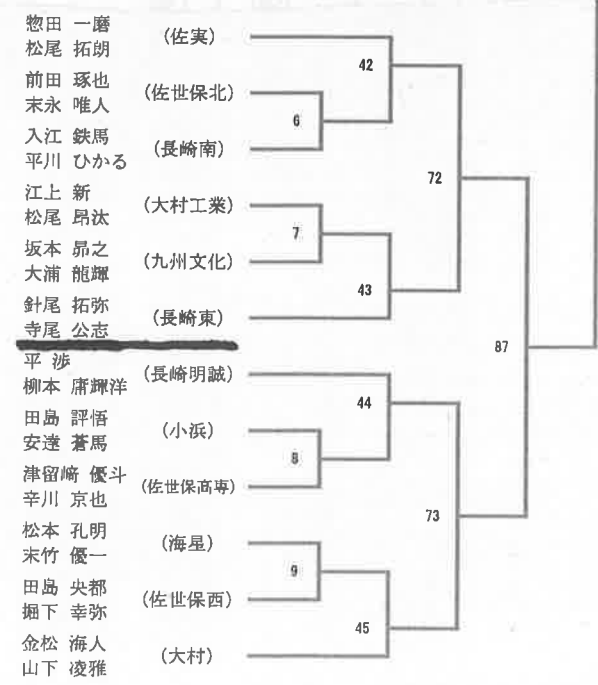 惣田 一磨
松尾 拓朗
(佐実)
前田 琢也
末永 唯人
(佐世保北)
入江 鉄馬
平川 ひかる
(長崎南)
江上 新
松尾 昂汰
(大村工業)
坂本 昴之
大浦 龍輝
(九州文化)
針尾 拓弥
寺尾 公志
(長崎東)
平 渉
柳本 庸輝洋
(長崎明誠)
田島 評悟
安達 蒼馬
(小浜)
津留﨑 優斗
辛川 京也
(佐世保高専)
松本 孔明
末竹 優一
(海星)
田島 央都
堀下 幸弥
(佐世保西)
金松 海人
山下 凌雅
(大村)
42
6
72
7
43
87
44
8
73
9
45